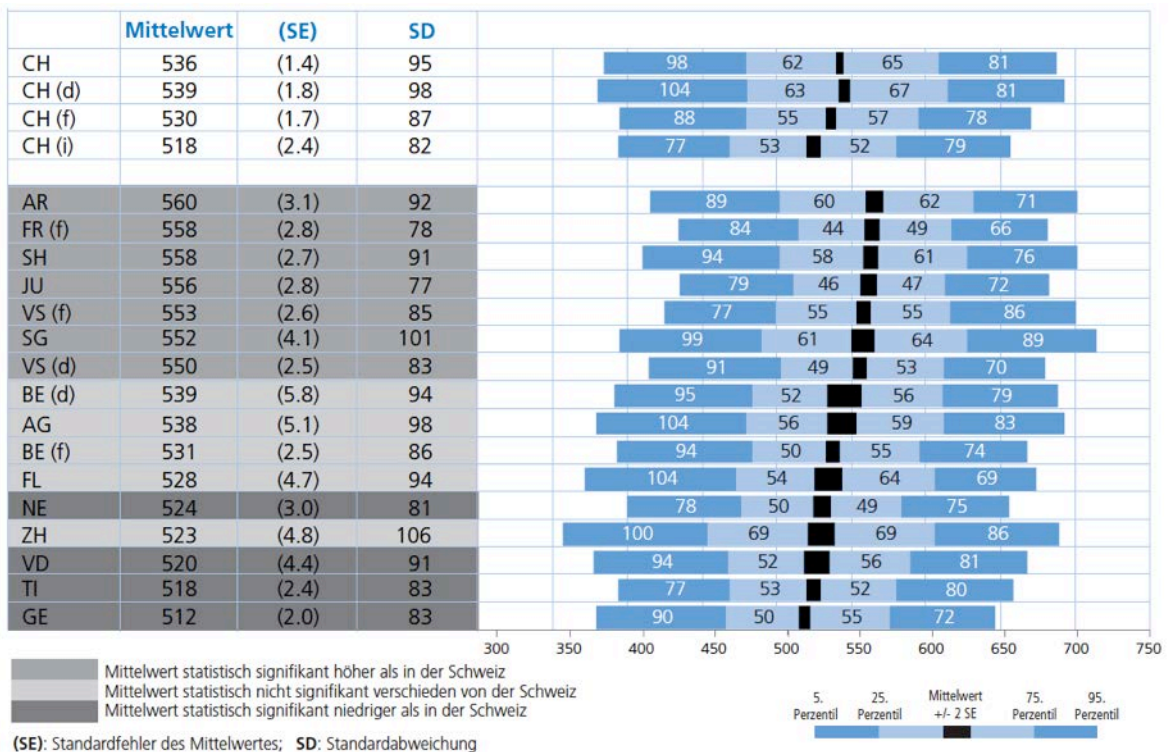 Mittelwert (SE) SD
CH 536 (1.4) 95 98 62 65 81
CH (d) 539 (1.8) 98 104 63 67 81
CH (f) 530 (1.7) 87 88 55 57 78
CH (i) 518 (2.4) 82 77 53 52 79
AR 560 (3.1) 92 89 60 62 71
FR (f) 558 (2.8) 78 84 44 49 66
SH 558 (2.7) 91 94 58 61 76
JU 556 (2.8) 77 79 46 47 72
VS (f) 553 (2.6) 85 77 55 55 86
SG 552 (4.1) 101 99 61 64 89
VS (d) 550 (2.5) 83 91 49 53 70
BE (d) 539 (5.8) 94 95 52 56 79
AG 538 (5.1) 98 104 56 59 83
BE (f) 531 (2.5) 86 94 50 55 74
FL 528 (4.7) 94 104 54 64 69
NE 524 (3.0) 81 78 50 49 75
ZH 523 (4.8) 106 100 69 69 86
VD 520 (4.4) 91 94 52 56 81
TI 518 (2.4) 83 77 53 52 80
GE 512 (2.0) 83 90 50 55 72
300 350 400 450 500 550 600 650 700 750
Mittelwert statistisch signifikant höher als in der Schweiz
Mittelwert statistisch nicht signifikant verschieden von der Schweiz
Mittelwert statistisch signifikant niedriger als in der Schweiz
5. 25. Mittelwert 75. 95.
Perzentil Perzentil +/- 2 SE Perzentil Perzentil
(SE): Standardfehler des Mittelwertes; SD: Standardabweichung